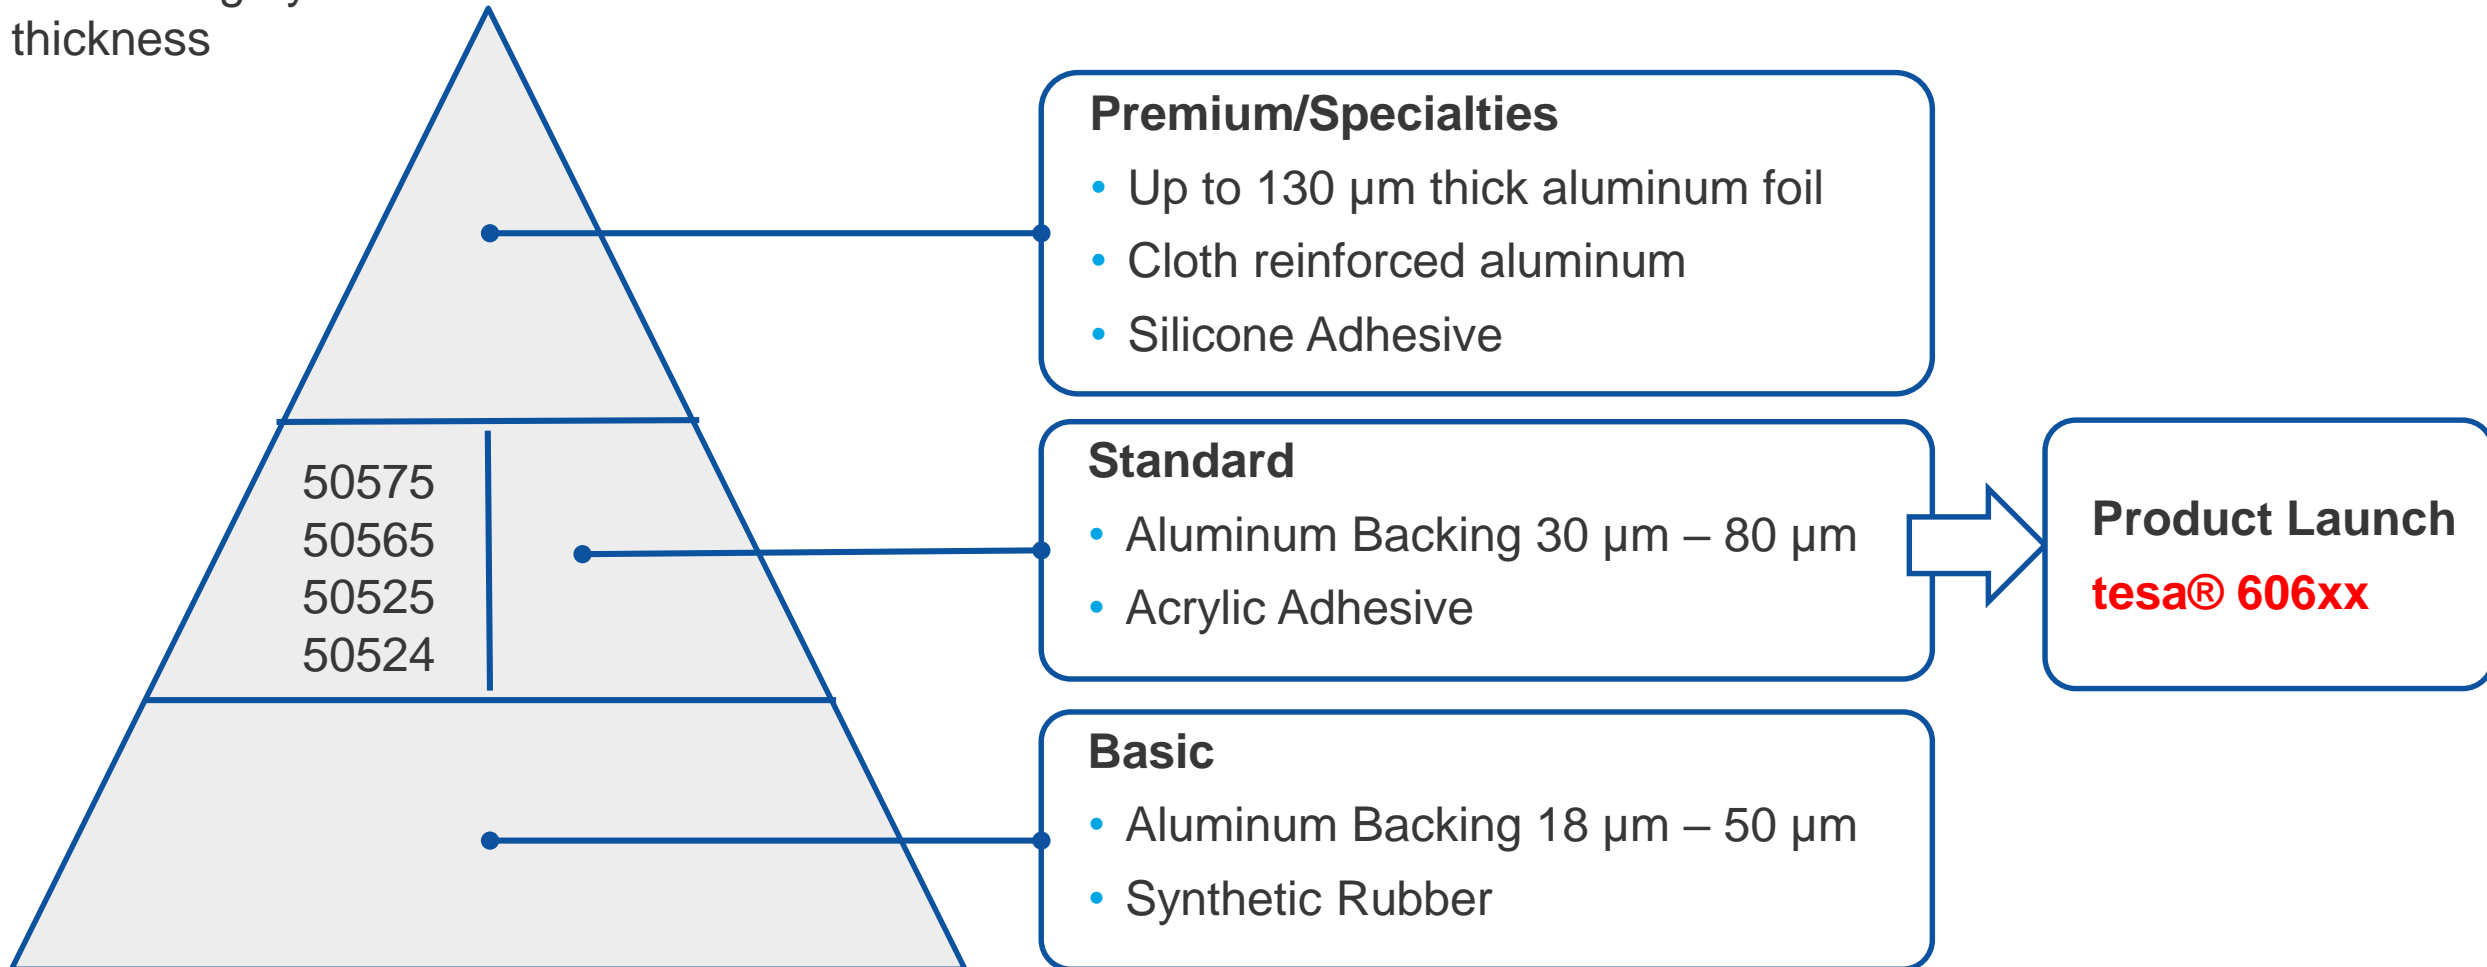 thickness
Premium/Specialties
• Up to 130 µm thick aluminum foil
• Cloth reinforced aluminum
• Silicone Adhesive
50575
50565
50525
50524
Standard
• Aluminum Backing 30 µm – 80 µm
• Acrylic Adhesive
Product Launch
tesa® 606xx
Basic
• Aluminum Backing 18 µm – 50 µm
• Synthetic Rubber